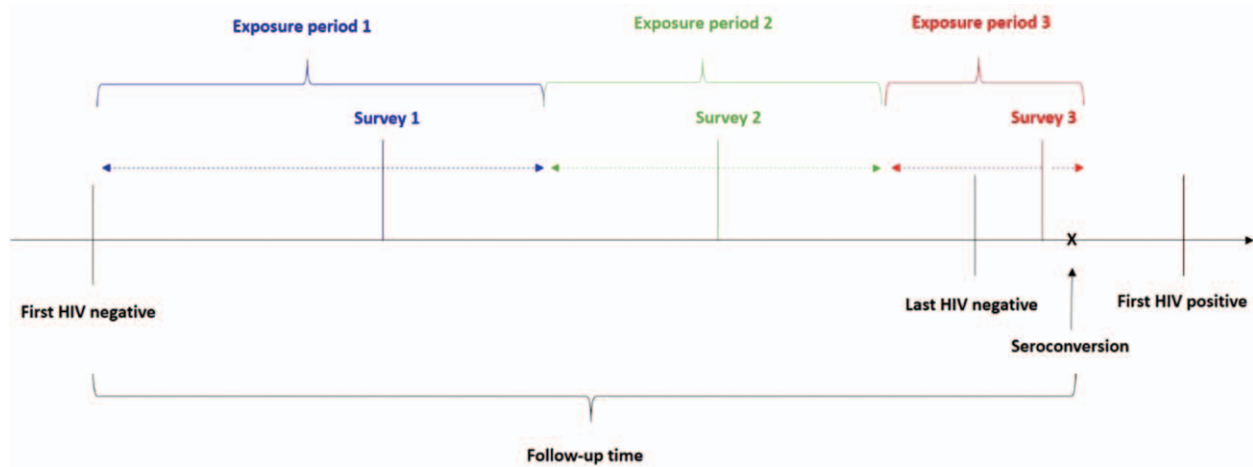 Exposure period 1
Exposure period 2
Exposure period 3
Survey 1
Survey 2
Survey 3
X
First HIV negative
Last HIV negative
First HIV positive
Seroconversion
Follow-up time